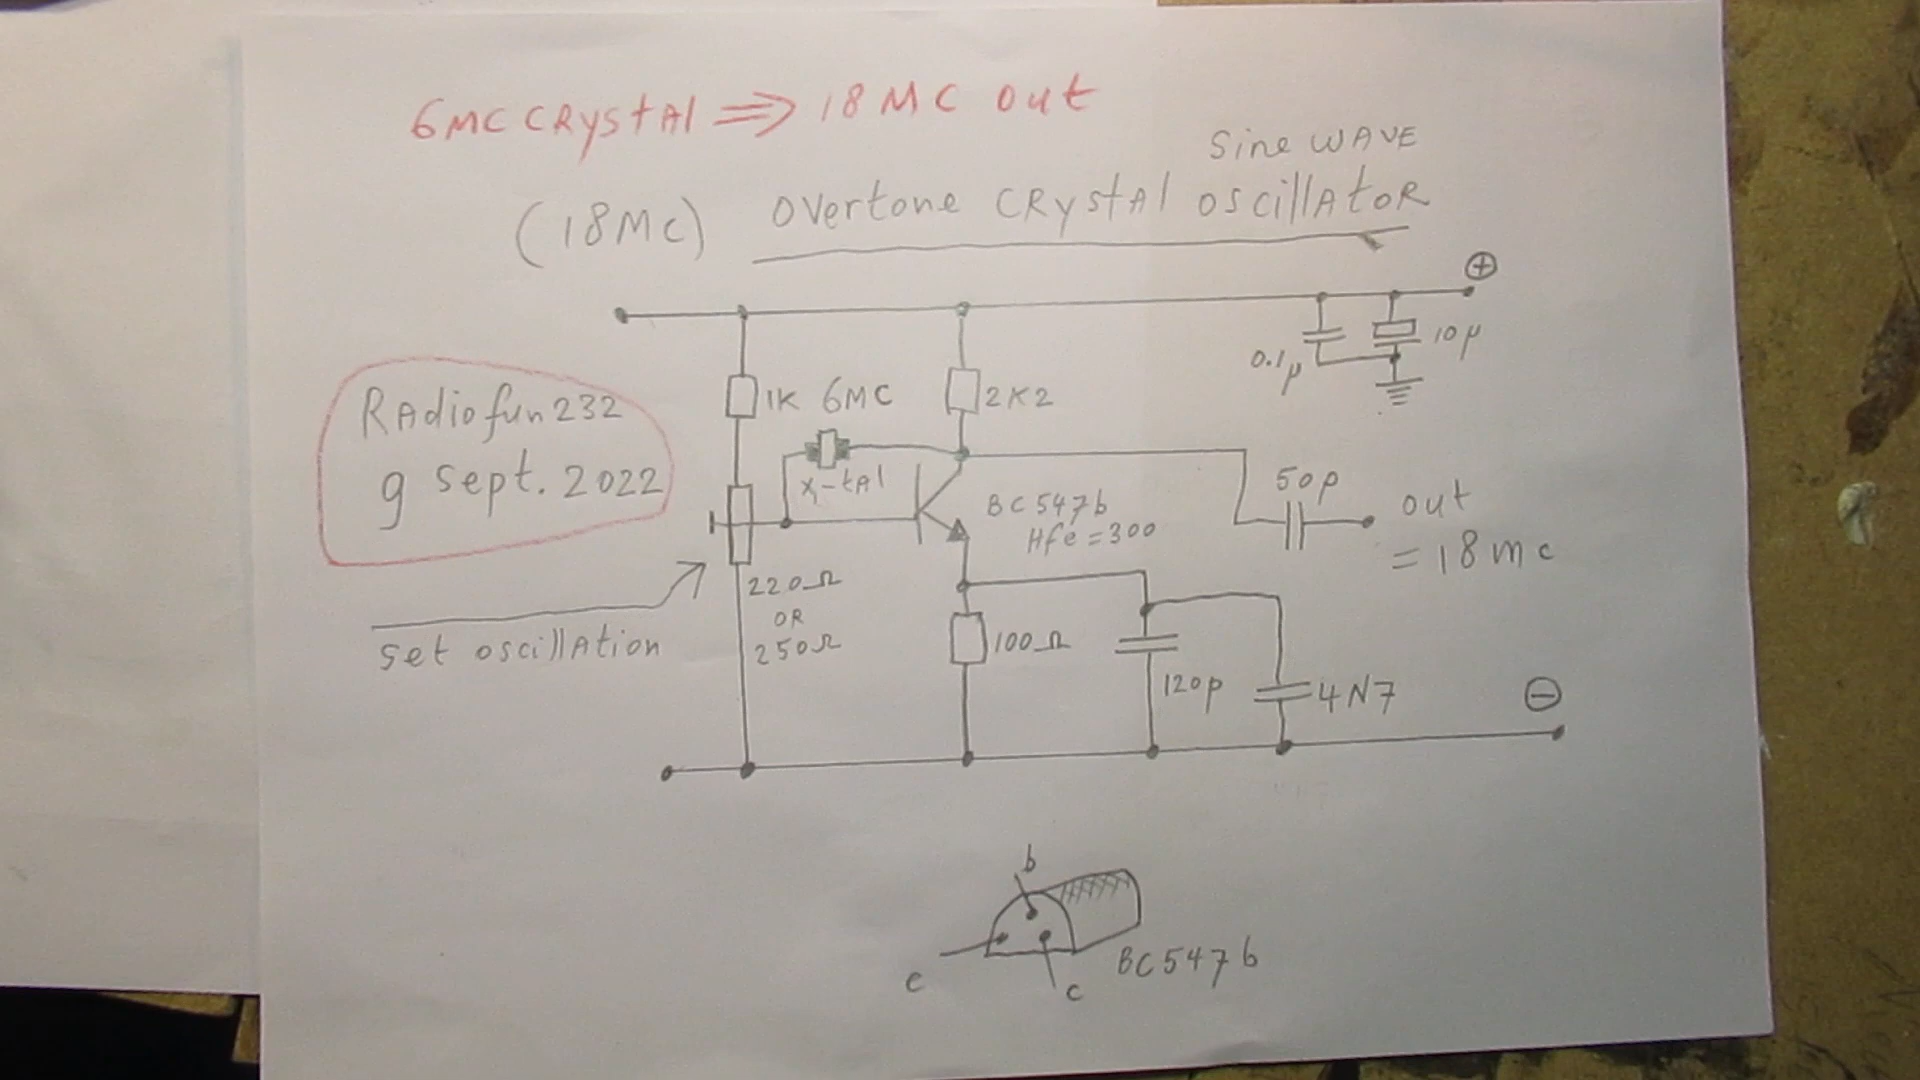 6MC CRystAl ⇒ 18 MC out
Sine WAVE
(18Mc) overtone CRystAl oscillAtoR
⊕
0.1µ
10µ
RAdiofun232
9 sept. 2022
1K
6MC
2K2
X-tAl
BC547b
Hfe=300
50p
out
=18mc
220Ω
OR
250Ω
set oscillAtion
100Ω
120p
4N7
⊖
b
e
c
BC547b